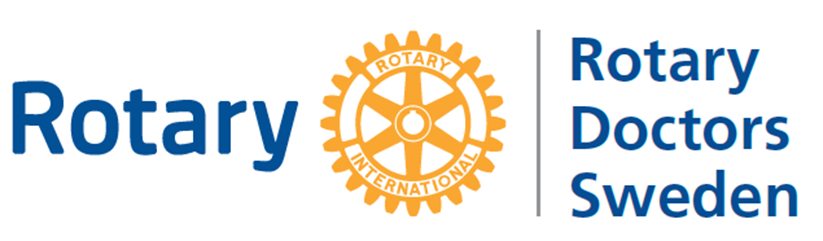 Rotary
ROTARY
INTERNATIONAL
Rotary
Doctors
Sweden